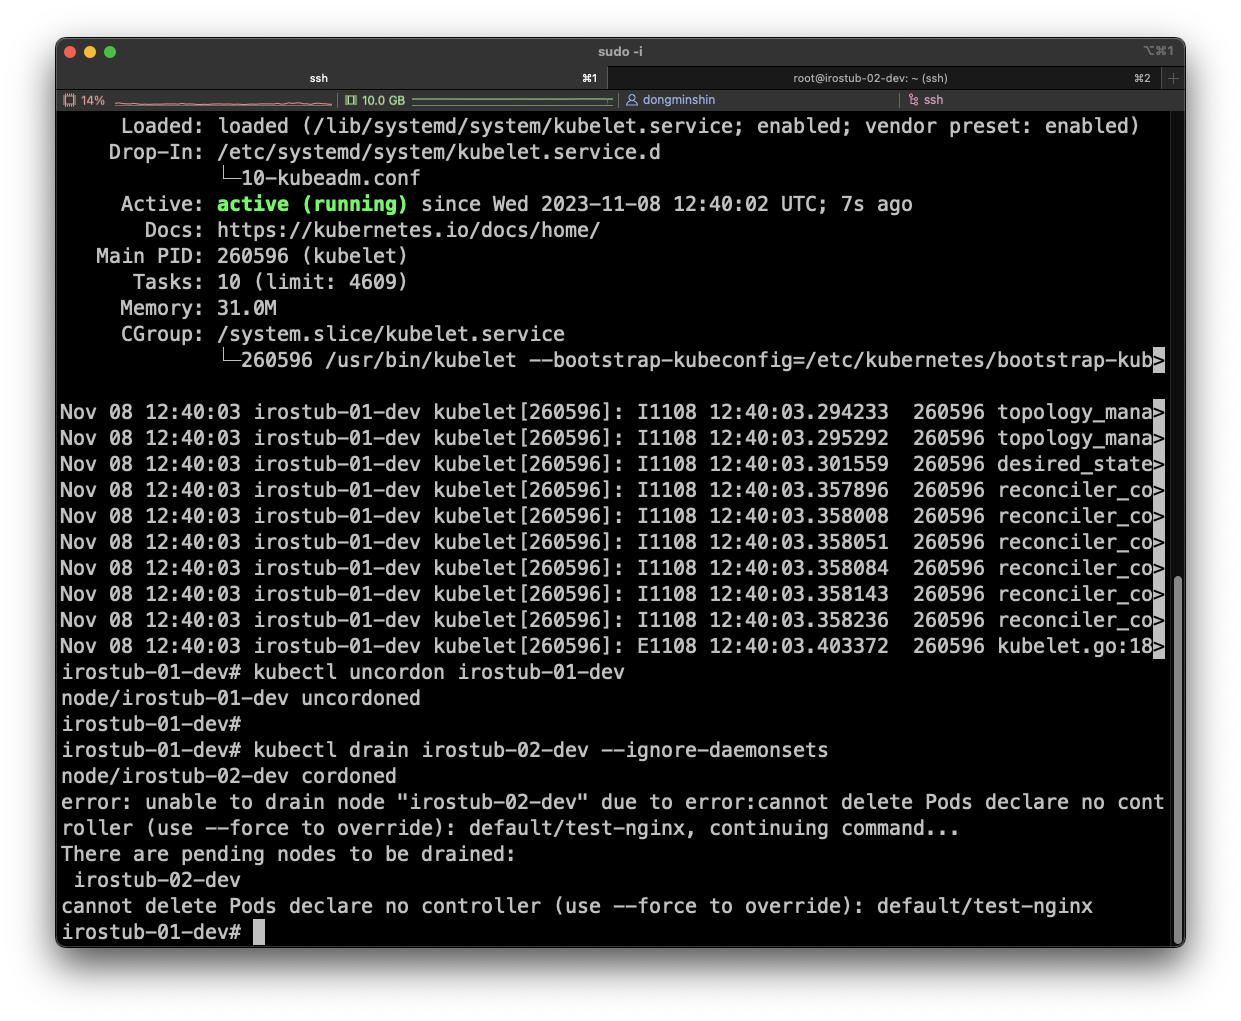 sudo -i
⌥⌘1
ssh ⌘1 root@irostub-02-dev: ~ (ssh) ⌘2
14% 10.0 GB dongminshin ssh
Loaded: loaded (/lib/systemd/system/kubelet.service; enabled; vendor preset: enabled)
Drop-In: /etc/systemd/system/kubelet.service.d
└─10-kubeadm.conf
Active: active (running) since Wed 2023-11-08 12:40:02 UTC; 7s ago
Docs: https://kubernetes.io/docs/home/
Main PID: 260596 (kubelet)
Tasks: 10 (limit: 4609)
Memory: 31.0M
CGroup: /system.slice/kubelet.service
└─260596 /usr/bin/kubelet --bootstrap-kubeconfig=/etc/kubernetes/bootstrap-kub>
Nov 08 12:40:03 irostub-01-dev kubelet[260596]: I1108 12:40:03.294233  260596 topology_mana>
Nov 08 12:40:03 irostub-01-dev kubelet[260596]: I1108 12:40:03.295292  260596 topology_mana>
Nov 08 12:40:03 irostub-01-dev kubelet[260596]: I1108 12:40:03.301559  260596 desired_state>
Nov 08 12:40:03 irostub-01-dev kubelet[260596]: I1108 12:40:03.357896  260596 reconciler_co>
Nov 08 12:40:03 irostub-01-dev kubelet[260596]: I1108 12:40:03.358008  260596 reconciler_co>
Nov 08 12:40:03 irostub-01-dev kubelet[260596]: I1108 12:40:03.358051  260596 reconciler_co>
Nov 08 12:40:03 irostub-01-dev kubelet[260596]: I1108 12:40:03.358084  260596 reconciler_co>
Nov 08 12:40:03 irostub-01-dev kubelet[260596]: I1108 12:40:03.358143  260596 reconciler_co>
Nov 08 12:40:03 irostub-01-dev kubelet[260596]: I1108 12:40:03.358236  260596 reconciler_co>
Nov 08 12:40:03 irostub-01-dev kubelet[260596]: E1108 12:40:03.403372  260596 kubelet.go:18>
irostub-01-dev# kubectl uncordon irostub-01-dev
node/irostub-01-dev uncordoned
irostub-01-dev#
irostub-01-dev# kubectl drain irostub-02-dev --ignore-daemonsets
node/irostub-02-dev cordoned
error: unable to drain node "irostub-02-dev" due to error:cannot delete Pods declare no cont
roller (use --force to override): default/test-nginx, continuing command...
There are pending nodes to be drained:
irostub-02-dev
cannot delete Pods declare no controller (use --force to override): default/test-nginx
irostub-01-dev#